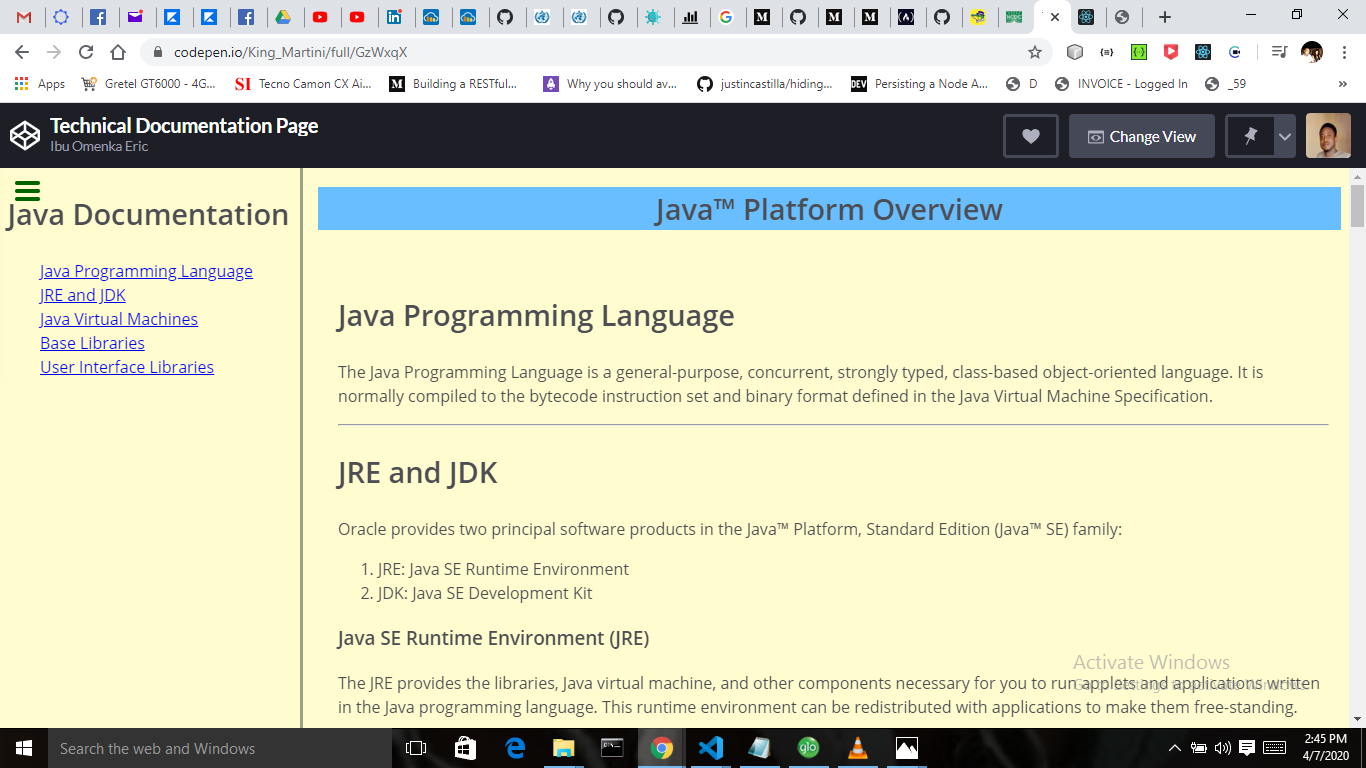 codepen.io/King_Martini/full/GzWxqX
Apps
Gretel GT6000 - 4G...
SI Tecno Camon CX Ai...
M Building a RESTful...
Why you should av...
justincastilla/hiding...
DEV Persisting a Node A...
D
INVOICE - Logged In
_59
Technical Documentation Page
Ibu Omenka Eric
Change View
Java Documentation
Java Programming Language
JRE and JDK
Java Virtual Machines
Base Libraries
User Interface Libraries
Java™ Platform Overview
Java Programming Language
The Java Programming Language is a general-purpose, concurrent, strongly typed, class-based object-oriented language. It is
normally compiled to the bytecode instruction set and binary format defined in the Java Virtual Machine Specification.
JRE and JDK
Oracle provides two principal software products in the Java™ Platform, Standard Edition (Java™ SE) family:
1. JRE: Java SE Runtime Environment
2. JDK: Java SE Development Kit
Java SE Runtime Environment (JRE)
Activate Windows
The JRE provides the libraries, Java virtual machine, and other components necessary for you to run applets and applications written
in the Java programming language. This runtime environment can be redistributed with applications to make them free-standing.
Search the web and Windows
glo
2:45 PM
4/7/2020